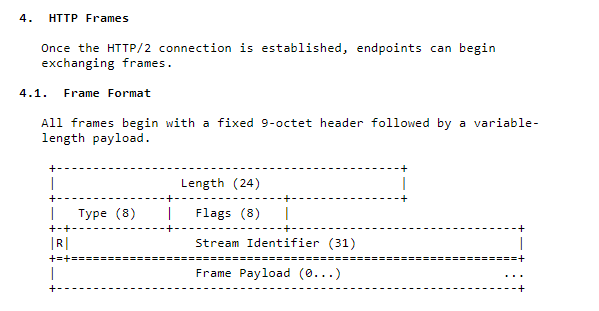 4.  HTTP Frames
Once the HTTP/2 connection is established, endpoints can begin
exchanging frames.
4.1.  Frame Format
All frames begin with a fixed 9-octet header followed by a variable-
length payload.
+-----------------------------------------------+
|                 Length (24)                   |
+---------------+---------------+---------------+
|   Type (8)    |   Flags (8)   |
+-+-------------+---------------+-------------------------------+
|R|                 Stream Identifier (31)                      |
+=+=============================================================+
|                   Frame Payload (0...)                      ...
+---------------------------------------------------------------+